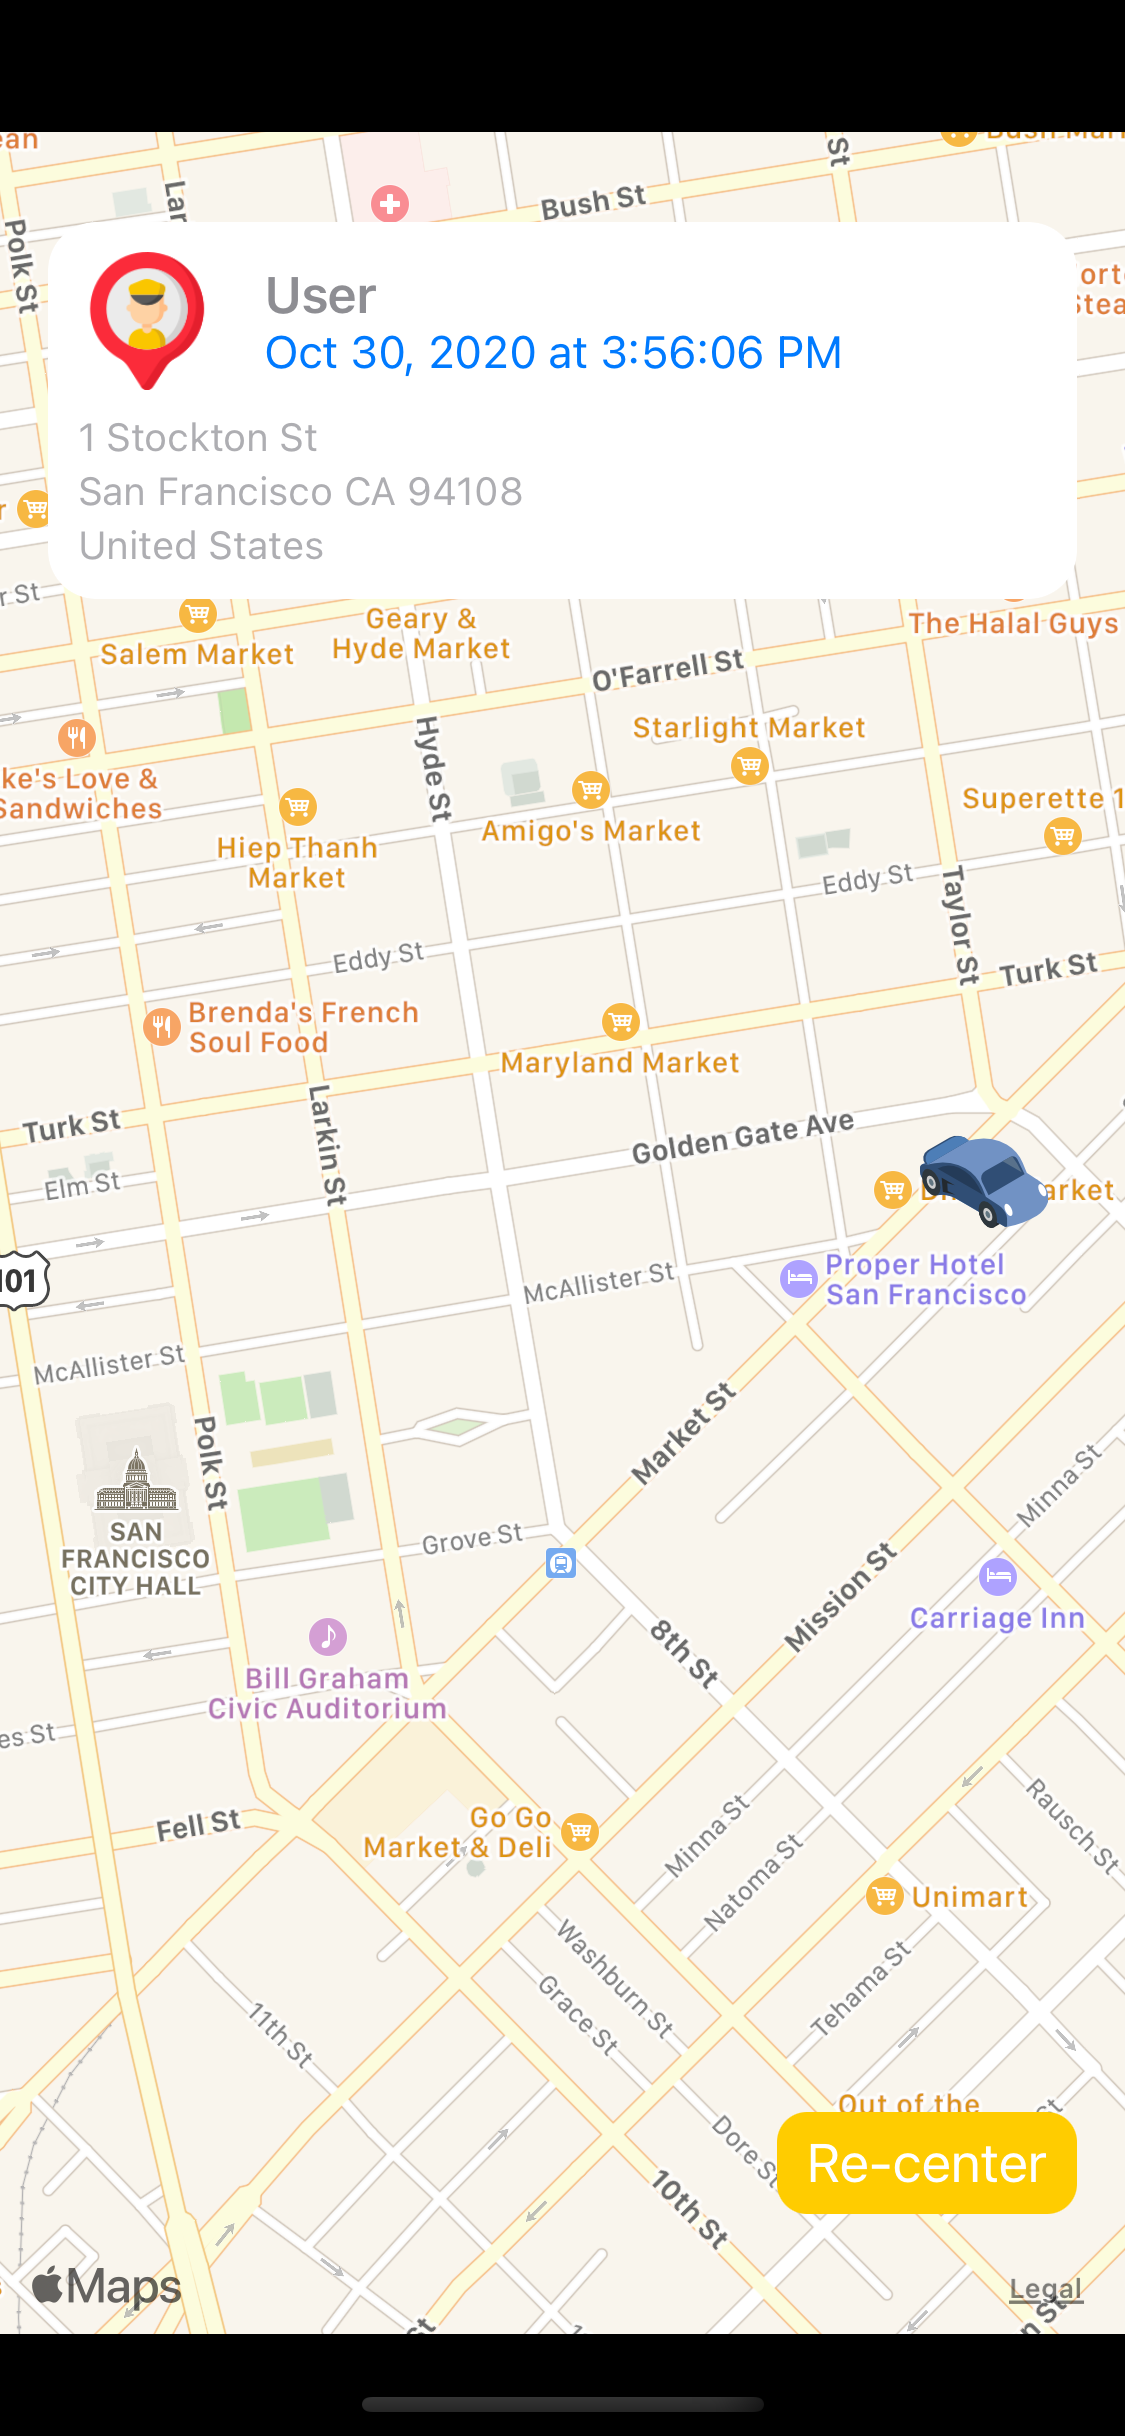 Bush St
Polk St
St
User
Oct 30, 2020 at 3:56:06 PM
1 Stockton St
San Francisco CA 94108
United States
Salem Market
Geary &
Hyde Market
The Halal Guys
O'Farrell St
Starlight Market
Hyde St
Sandwiches
Superette
Amigo's Market
Hiep Thanh
Market
Eddy St
Taylor St
Eddy St
Turk St
Brenda's French
Soul Food
Maryland Market
Larkin St
Turk St
Golden Gate Ave
Elm St
Proper Hotel
San Francisco
101
McAllister St
McAllister St
Market St
Polk St
Minna St
SAN
FRANCISCO
CITY HALL
Grove St
Mission St
Carriage Inn
8th St
Bill Graham
Civic Auditorium
Fell St
Go Go
Market & Deli
Minna St
Natoma St
Rausch St
Unimart
Washburn St
Grace St
Tehama St
11th St
Out of the
Dore St
Re-center
10th St
Maps
Legal